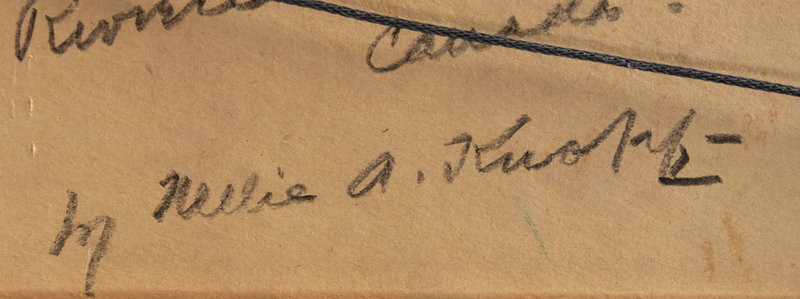 Canada.
by Nellie A. Knopf-